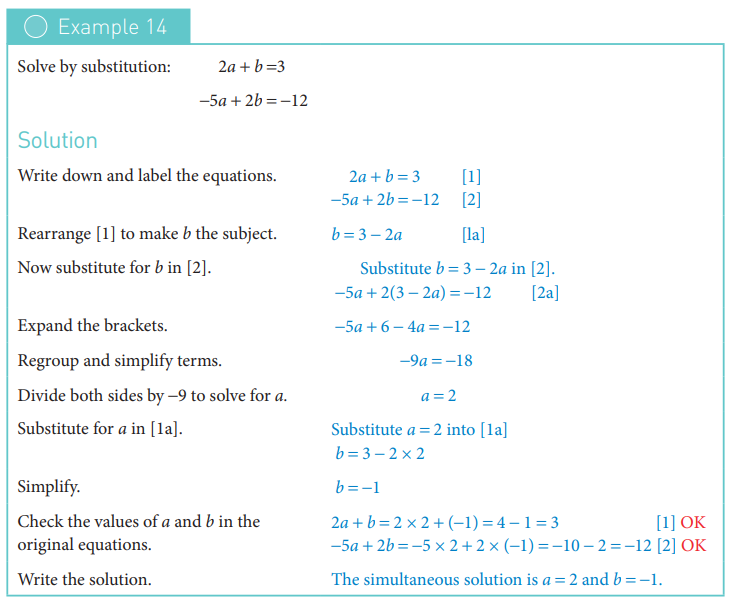 Example 14
Solve by substitution: 2a + b =3
−5a + 2b = −12
Solution
Write down and label the equations. 2a + b = 3 [1]
−5a + 2b = −12 [2]
Rearrange [1] to make b the subject. b = 3 − 2a [la]
Now substitute for b in [2]. Substitute b = 3 − 2a in [2].
−5a + 2(3 − 2a) = −12 [2a]
Expand the brackets. −5a + 6 − 4a = −12
Regroup and simplify terms. −9a = −18
Divide both sides by −9 to solve for a. a = 2
Substitute for a in [1a]. Substitute a = 2 into [1a]
b = 3 − 2 × 2
Simplify. b = −1
Check the values of a and b in the 2a + b = 2 × 2 + (−1) = 4 − 1 = 3 [1] OK
original equations. −5a + 2b = −5 × 2 + 2 × (−1) = −10 − 2 = −12 [2] OK
Write the solution. The simultaneous solution is a = 2 and b = −1.